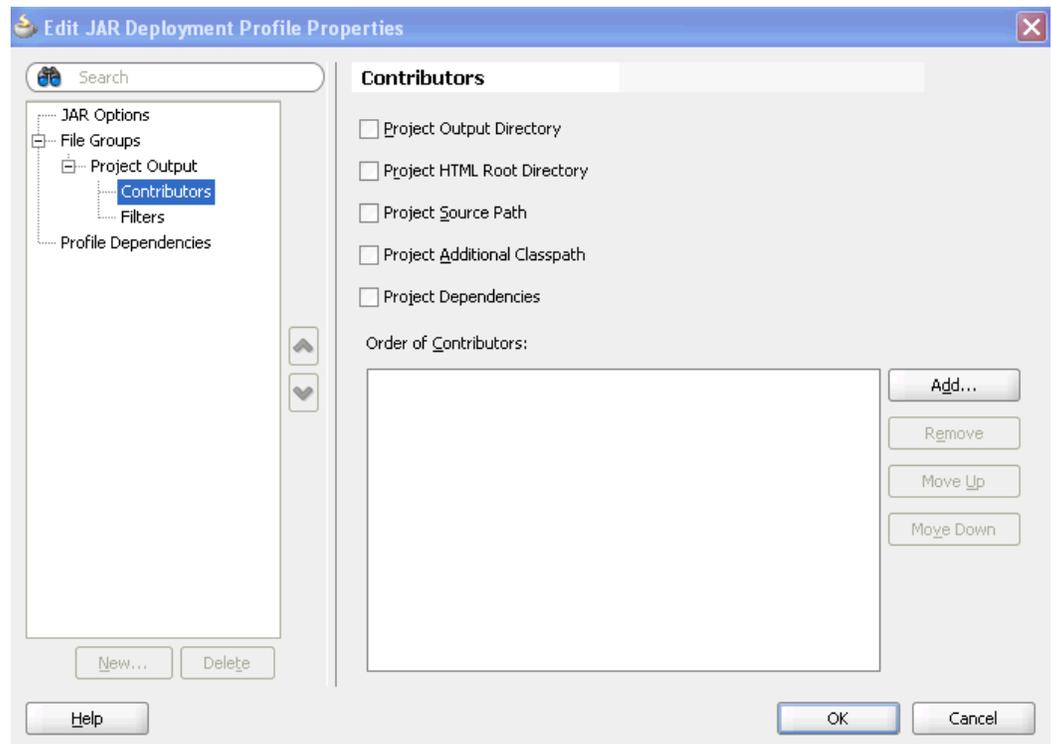 Edit JAR Deployment Profile Properties
Search
JAR Options
File Groups
Project Output
Contributors
Filters
Profile Dependencies
New...
Delete
Contributors
Project Output Directory
Project HTML Root Directory
Project Source Path
Project Additional Classpath
Project Dependencies
Order of Contributors:
Add...
Remove
Move Up
Move Down
Help
OK
Cancel